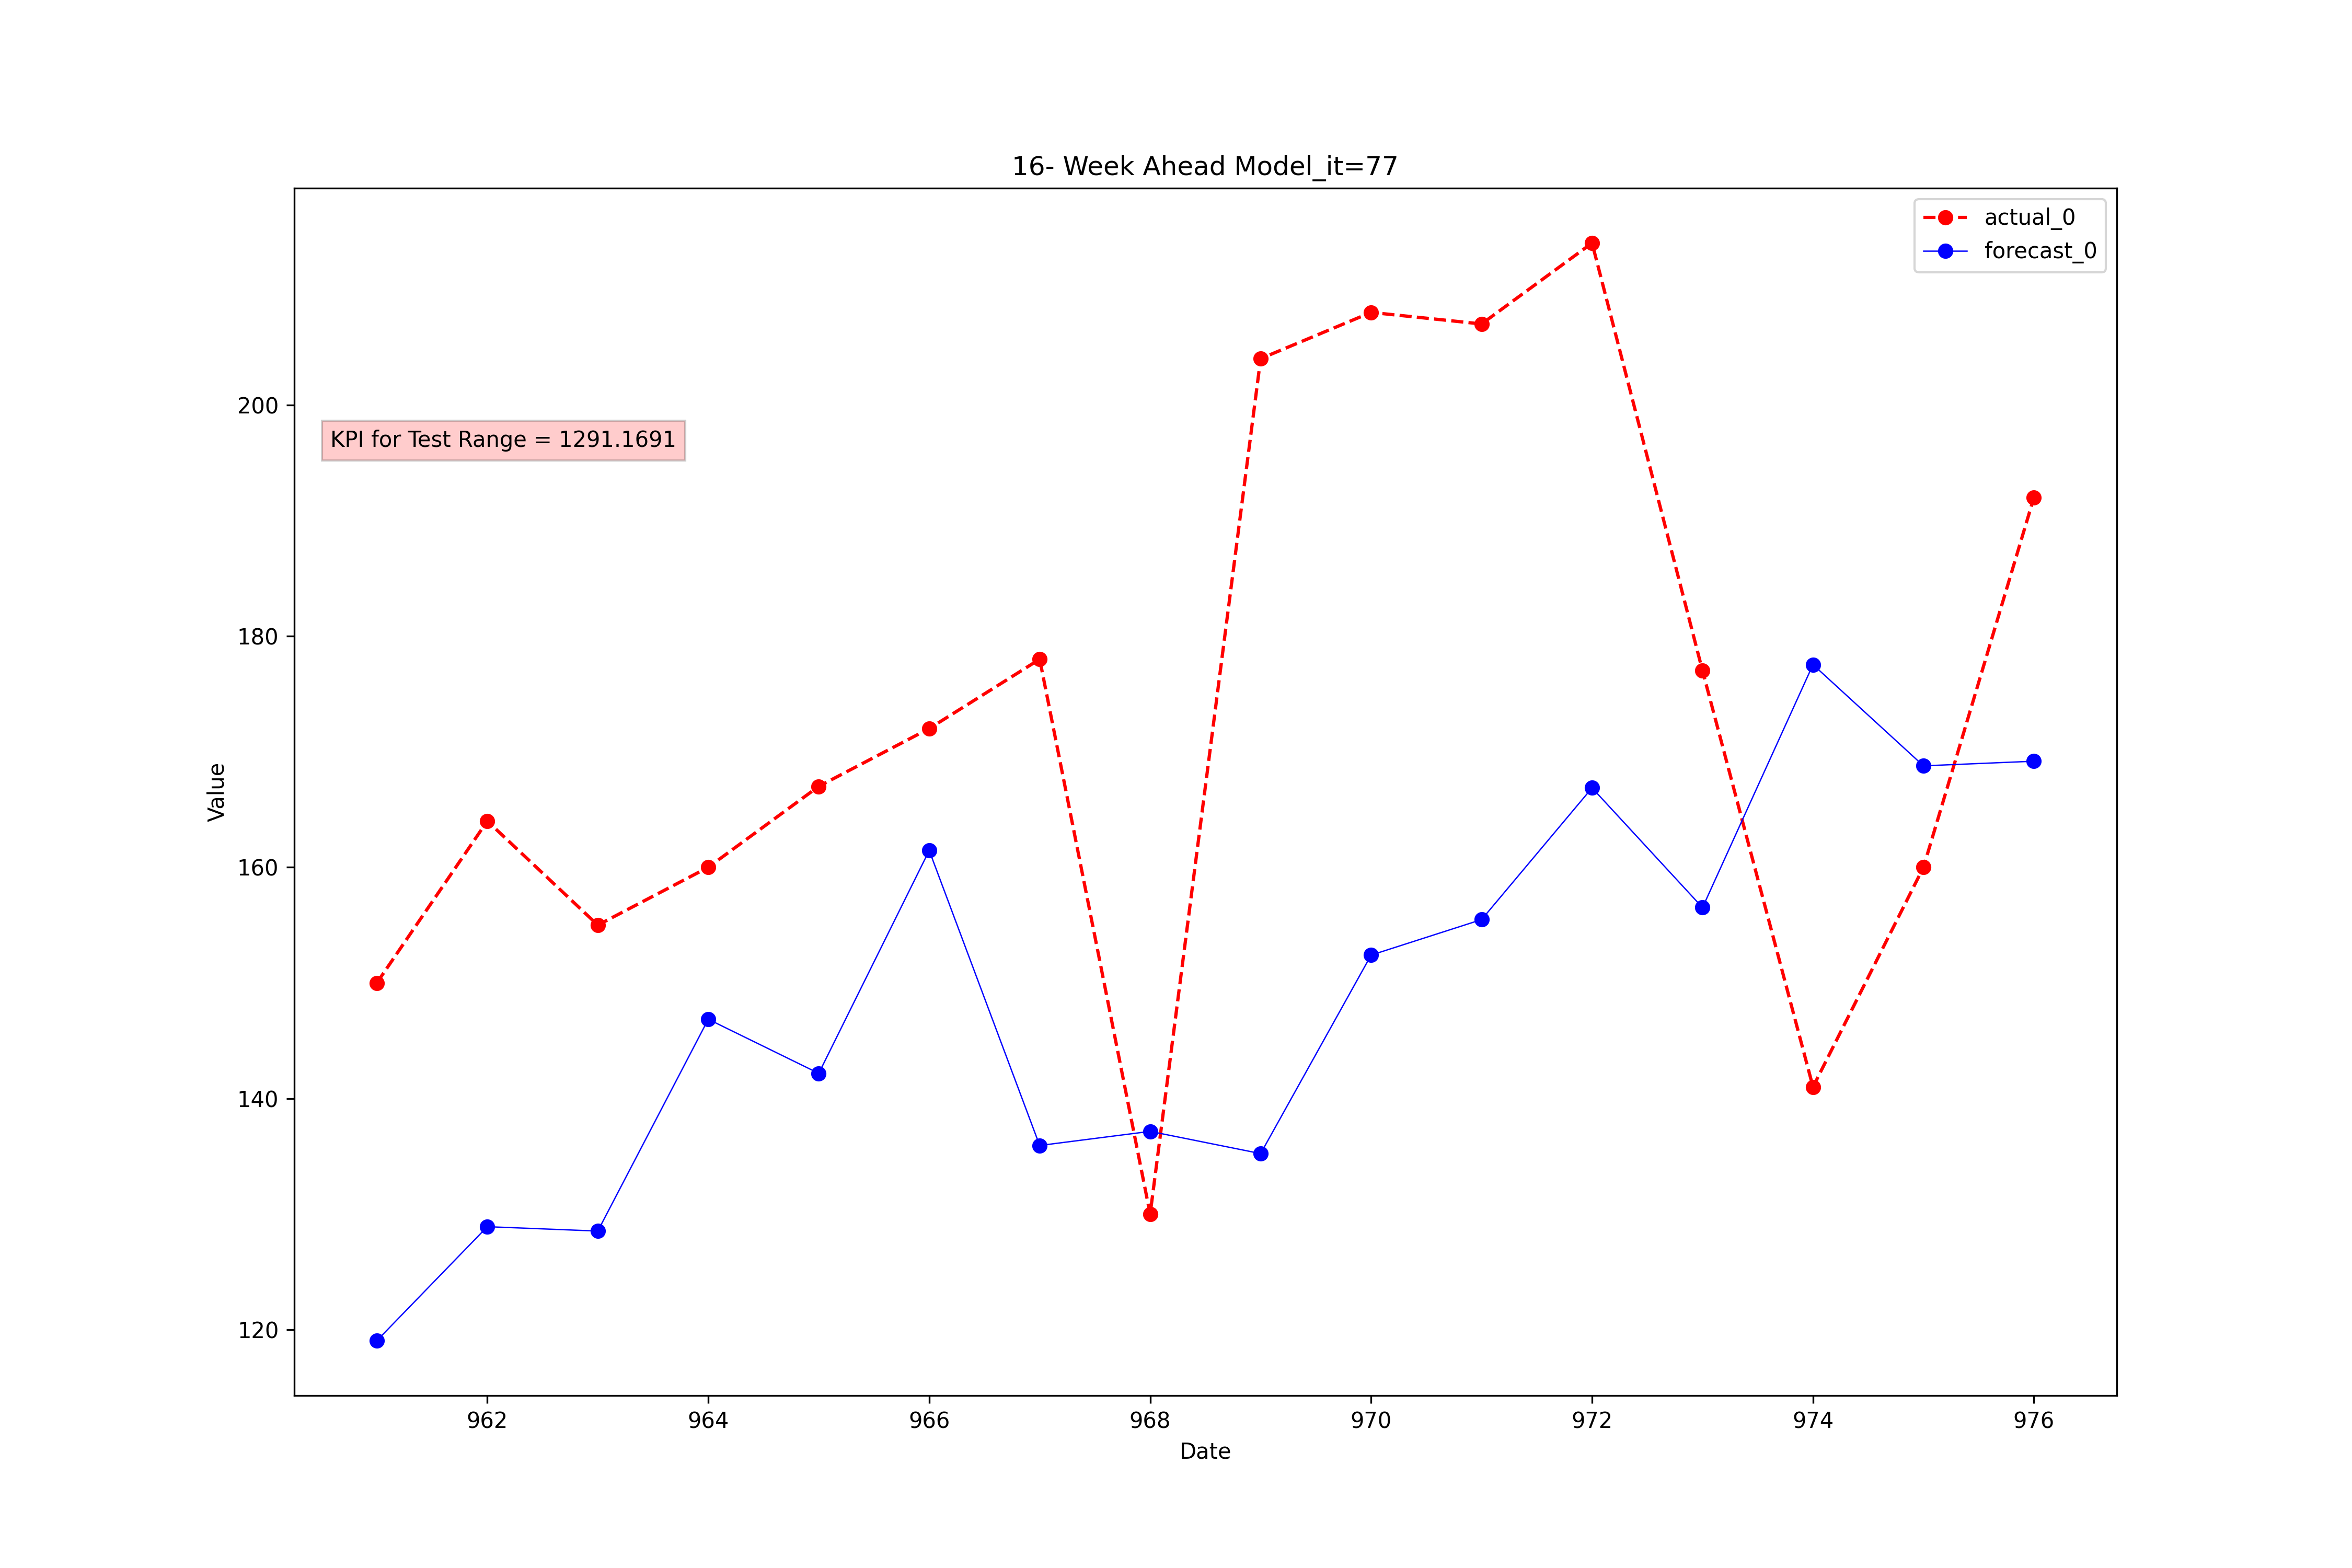 16- Week Ahead Model_it=77
actual_0
forecast_0
KPI for Test Range = 1291.1691
Value
200
180
160
140
120
962 964 966 968 970 972 974 976
Date